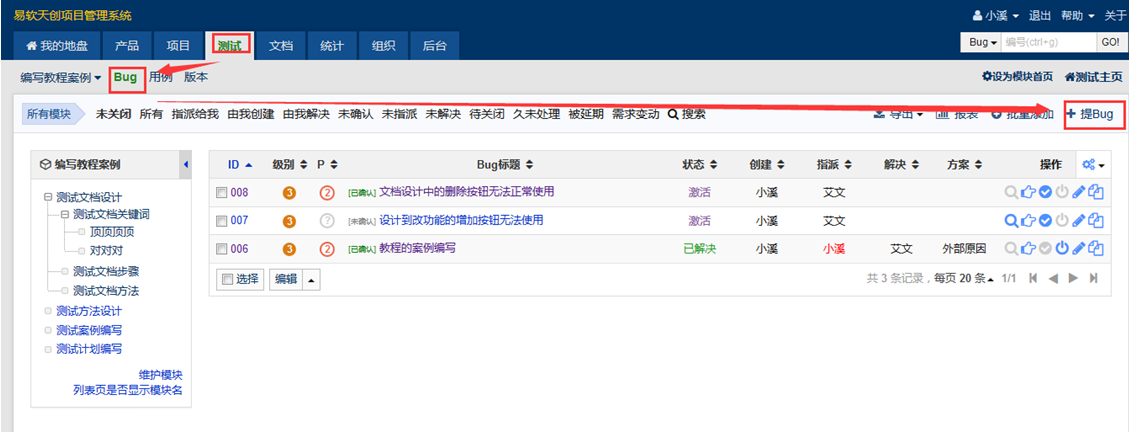 易软天创项目管理系统
小溪 退出 帮助 关于
我的地盘 产品 项目 测试 文档 统计 组织 后台
Bug 编号(ctrl+g) GO!
编写教程案例 Bug 用例 版本 设为模块首页 测试主页
所有模块 未关闭 所有 指派给我 由我创建 由我解决 未确认 未指派 未解决 待关闭 久未处理 被延期 需求变动 搜索 导出 报表 批量添加 提Bug
编写教程案例
测试文档设计
测试文档关键词
顶顶顶顶
对对对
测试文档步骤
测试文档方法
测试方法设计
测试案例编写
测试计划编写
维护模块
列表页是否显示模块名
ID 级别 P Bug标题 状态 创建 指派 解决 方案 操作
008 3 2 [已确认] 文档设计中的删除按钮无法正常使用 激活 小溪 艾文
007 3 ? [未确认] 设计到改功能的增加按钮无法使用 激活 小溪 艾文
006 3 2 [已确认] 教程的案例编写 已解决 小溪 小溪 艾文 外部原因
选择 编辑 共 3 条记录，每页 20 条 1/1